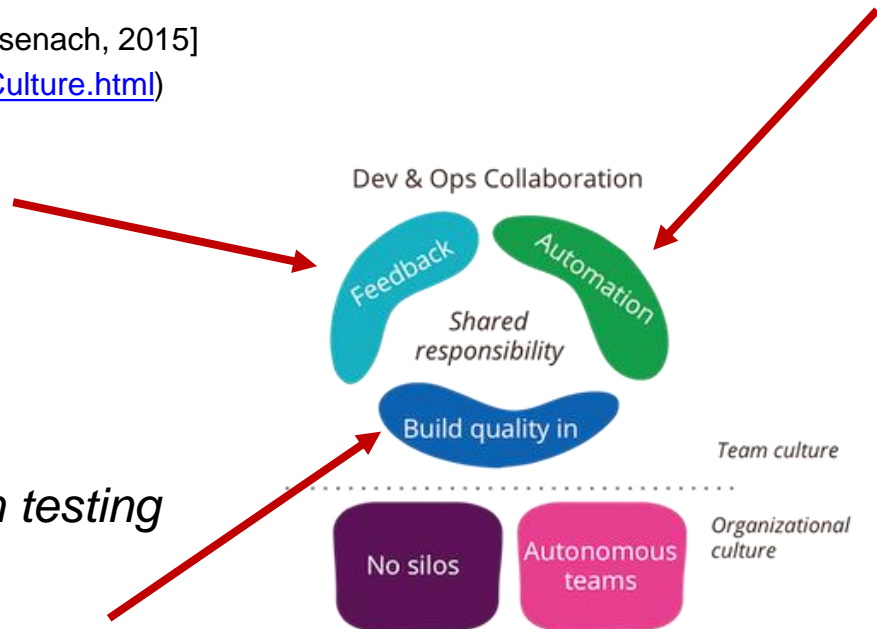 senach, 2015]
Culture.html)
Dev & Ops Collaboration
Feedback
Automation
Shared
responsibility
Build quality in
Team culture
n testing
Organizational
culture
No silos
Autonomous
teams